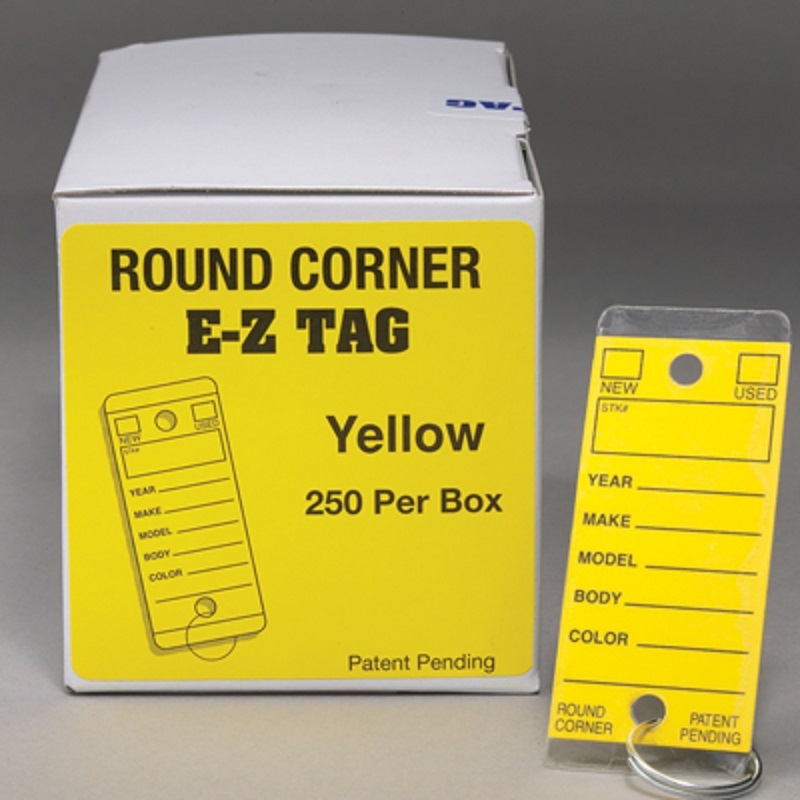 ROUND CORNER
E-Z TAG
Yellow
250 Per Box
NEW USED
STK#
YEAR
MAKE
MODEL
BODY
COLOR
Patent Pending
NEW USED
STK#
YEAR
MAKE
MODEL
BODY
COLOR
ROUND CORNER
PATENT PENDING